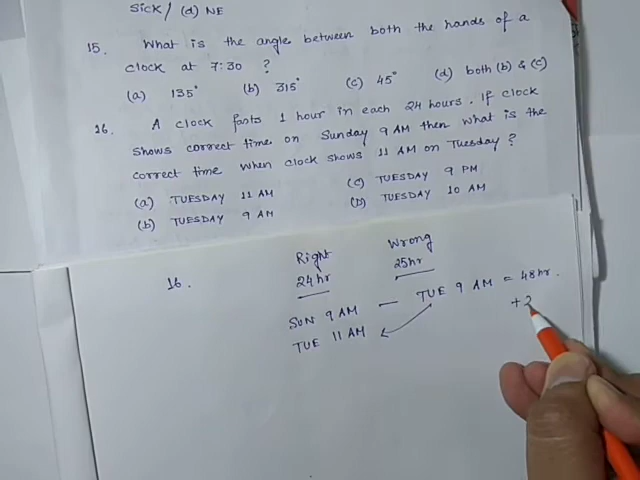 SICK / (d) NE
15. What is the angle between both the hands of a
clock at 7:30 ?
(a) 135° (b) 315° (c) 45° (d) both (b) & (c)
16. A clock fasts 1 hour in each 24 hours. If clock
shows correct time on Sunday 9 AM then what is the
correct time when clock shows 11 AM on Tuesday ?
(a) TUESDAY 11 AM (c) TUESDAY 9 PM
(b) TUESDAY 9 AM (D) TUESDAY 10 AM
16. Right Wrong
24hr 25hr
SUN 9 AM — TUE 9 AM = 48hr.
TUE 11 AM +2